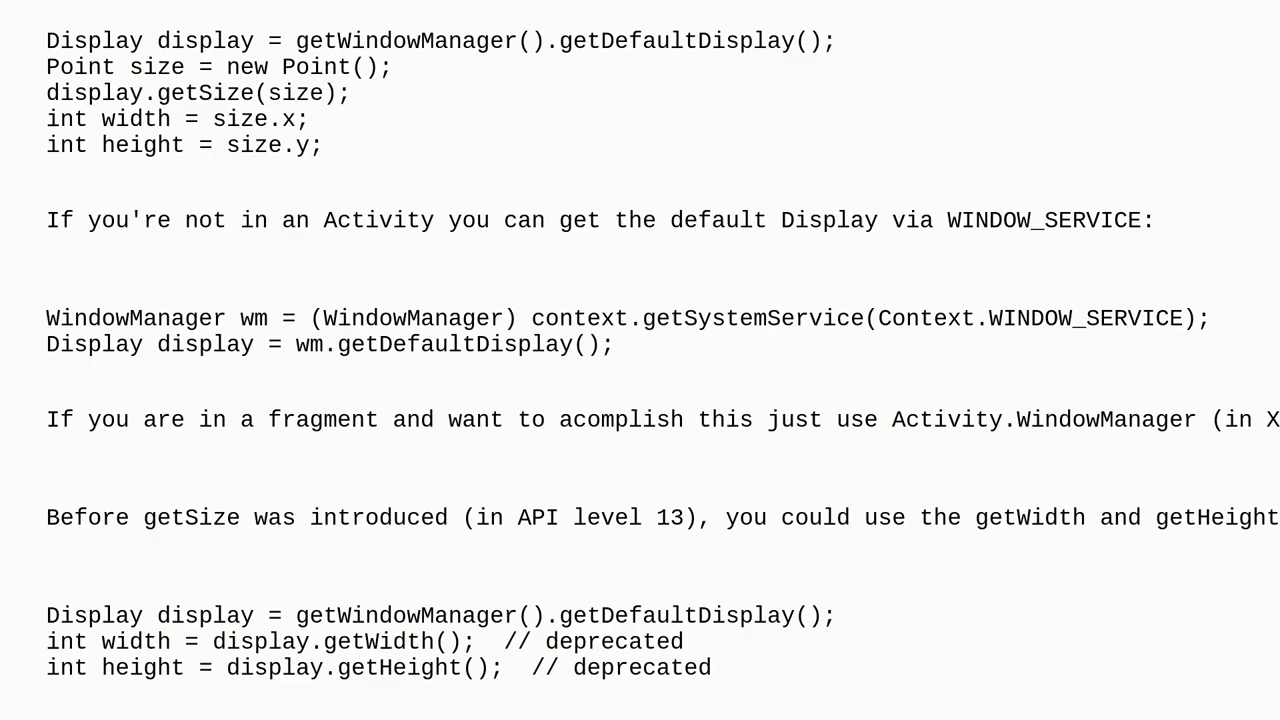 Display display = getWindowManager().getDefaultDisplay();
Point size = new Point();
display.getSize(size);
int width = size.x;
int height = size.y;
If you're not in an Activity you can get the default Display via WINDOW_SERVICE:
WindowManager wm = (WindowManager) context.getSystemService(Context.WINDOW_SERVICE);
Display display = wm.getDefaultDisplay();
If you are in a fragment and want to acomplish this just use Activity.WindowManager (in X
Before getSize was introduced (in API level 13), you could use the getWidth and getHeight
Display display = getWindowManager().getDefaultDisplay();
int width = display.getWidth();  // deprecated
int height = display.getHeight();  // deprecated